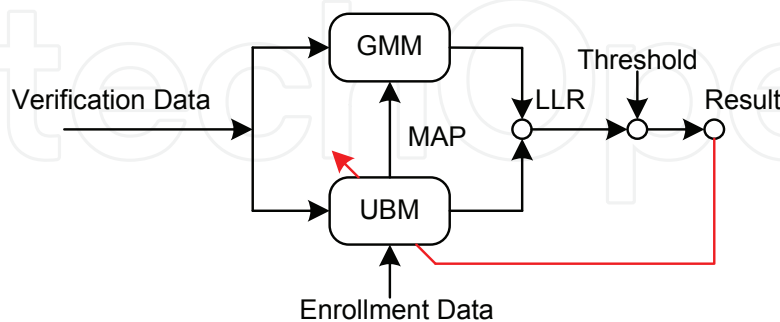 GMM
Threshold
Verification Data
LLR
Result
MAP
UBM
Enrollment Data